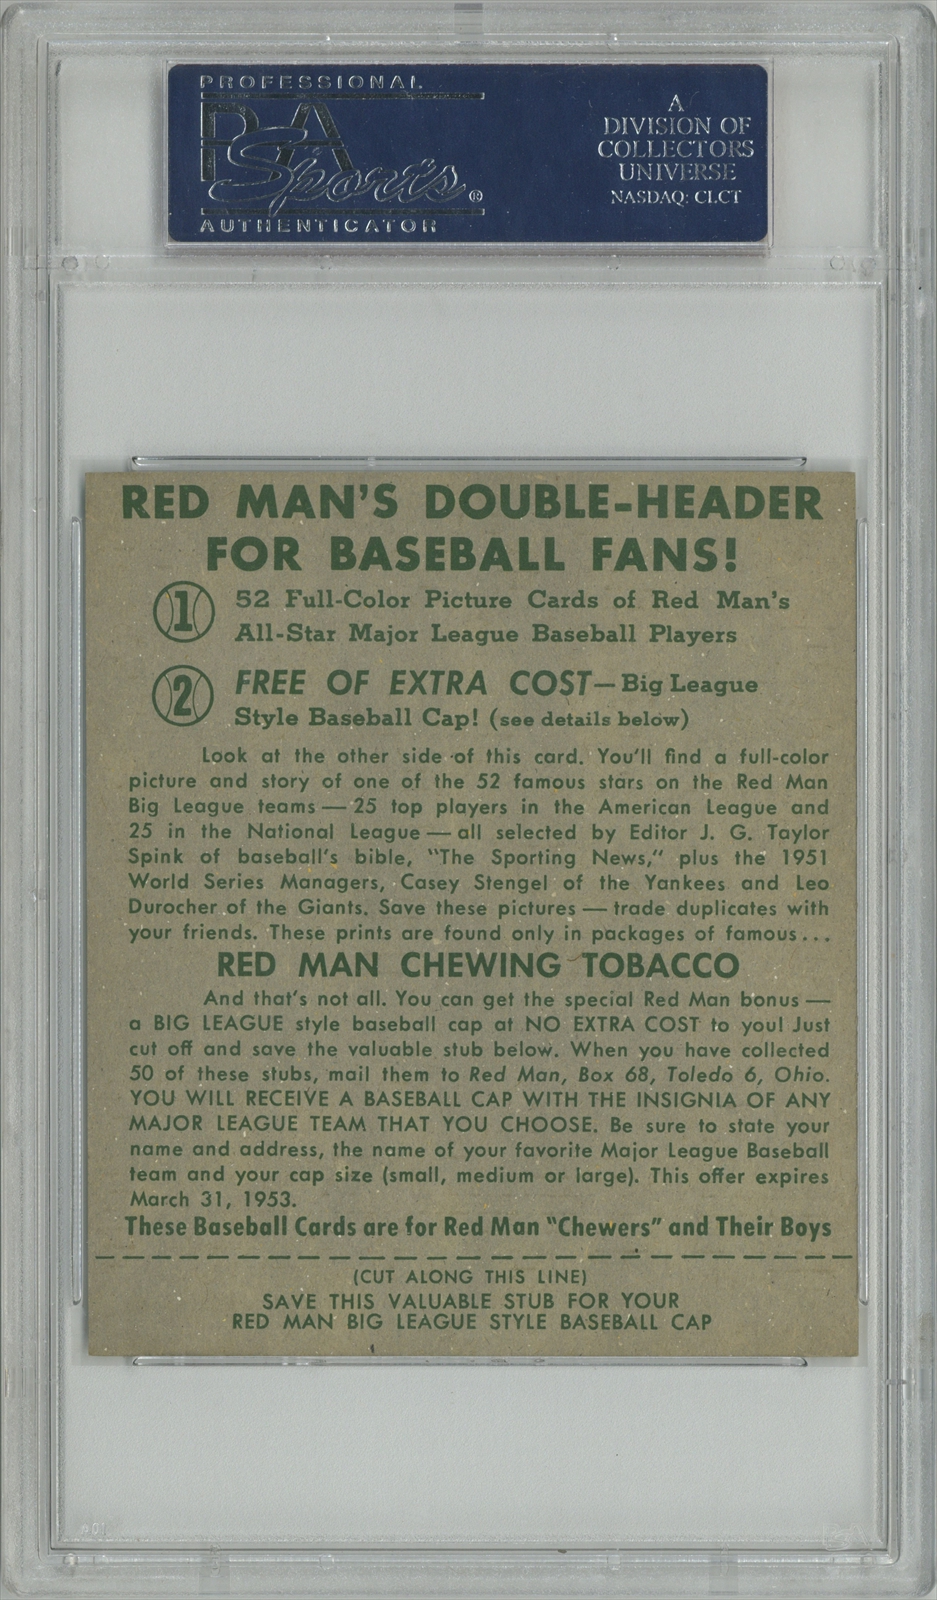 PROFESSIONAL
PSA
Sports®
AUTHENTICATOR
A
DIVISION OF
COLLECTORS
UNIVERSE
NASDAQ: CLCT
RED MAN'S DOUBLE-HEADER
FOR BASEBALL FANS!
1 52 Full-Color Picture Cards of Red Man's
All-Star Major League Baseball Players
2 FREE OF EXTRA COST—Big League
Style Baseball Cap! (see details below)
Look at the other side of this card. You'll find a full-color
picture and story of one of the 52 famous stars on the Red Man
Big League teams — 25 top players in the American League and
25 in the National League — all selected by Editor J. G. Taylor
Spink of baseball's bible, "The Sporting News," plus the 1951
World Series Managers, Casey Stengel of the Yankees and Leo
Durocher of the Giants. Save these pictures — trade duplicates with
your friends. These prints are found only in packages of famous...
RED MAN CHEWING TOBACCO
And that's not all. You can get the special Red Man bonus —
a BIG LEAGUE style baseball cap at NO EXTRA COST to you! Just
cut off and save the valuable stub below. When you have collected
50 of these stubs, mail them to Red Man, Box 68, Toledo 6, Ohio.
YOU WILL RECEIVE A BASEBALL CAP WITH THE INSIGNIA OF ANY
MAJOR LEAGUE TEAM THAT YOU CHOOSE. Be sure to state your
name and address, the name of your favorite Major League Baseball
team and your cap size (small, medium or large). This offer expires
March 31, 1953.
These Baseball Cards are for Red Man "Chewers" and Their Boys
(CUT ALONG THIS LINE)
SAVE THIS VALUABLE STUB FOR YOUR
RED MAN BIG LEAGUE STYLE BASEBALL CAP